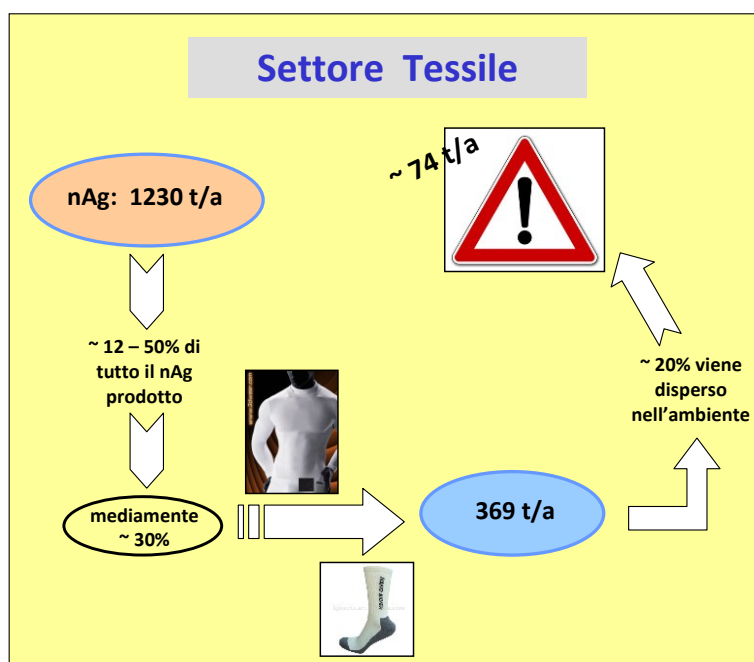 Settore Tessile
nAg: 1230 t/a
~ 12 – 50% di
tutto il nAg
prodotto
mediamente
~ 30%
369 t/a
~ 20% viene
disperso
nell'ambiente
~ 74 t/a